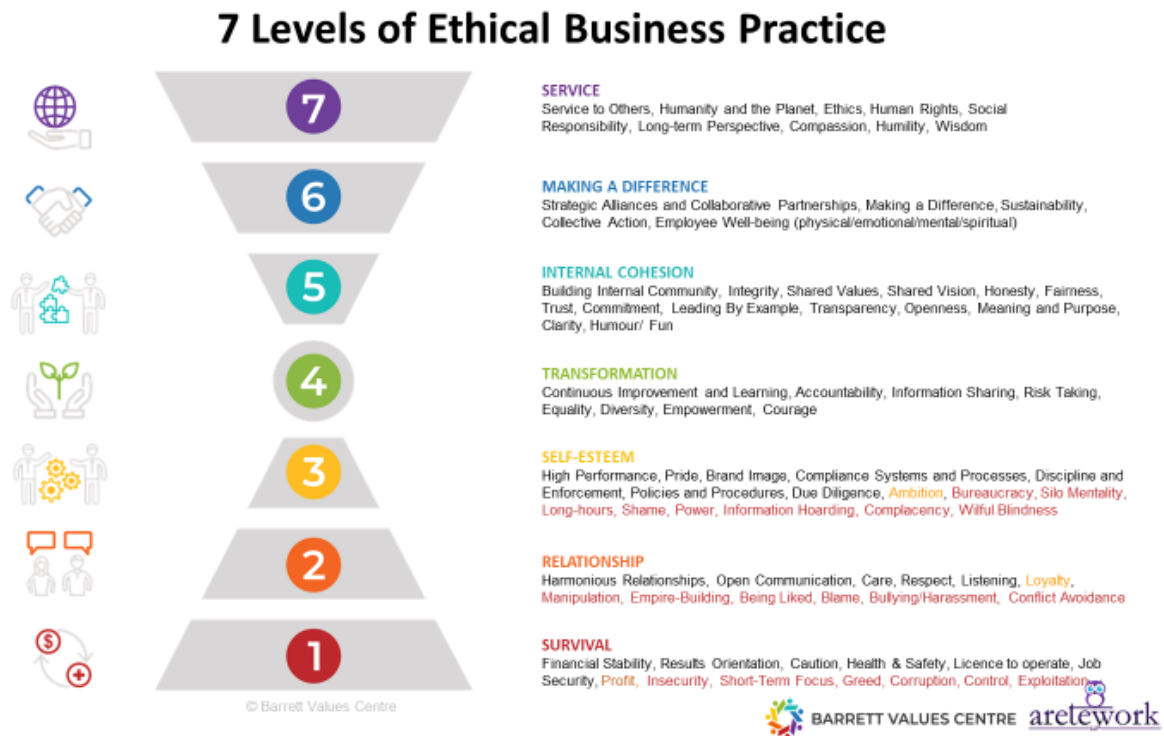 7 Levels of Ethical Business Practice
7
SERVICE
Service to Others, Humanity and the Planet, Ethics, Human Rights, Social
Responsibility, Long-term Perspective, Compassion, Humility, Wisdom
6
MAKING A DIFFERENCE
Strategic Alliances and Collaborative Partnerships, Making a Difference, Sustainability,
Collective Action, Employee Well-being (physical/emotional/mental/spiritual)
5
INTERNAL COHESION
Building Internal Community, Integrity, Shared Values, Shared Vision, Honesty, Fairness,
Trust, Commitment, Leading By Example, Transparency, Openness, Meaning and Purpose,
Clarity, Humour/ Fun
4
TRANSFORMATION
Continuous Improvement and Learning, Accountability, Information Sharing, Risk Taking,
Equality, Diversity, Empowerment, Courage
3
SELF-ESTEEM
High Performance, Pride, Brand Image, Compliance Systems and Processes, Discipline and
Enforcement, Policies and Procedures, Due Diligence, Ambition, Bureaucracy, Silo Mentality,
Long-hours, Shame, Power, Information Hoarding, Complacency, Wilful Blindness
2
RELATIONSHIP
Harmonious Relationships, Open Communication, Care, Respect, Listening, Loyalty,
Manipulation, Empire-Building, Being Liked, Blame, Bullying/Harassment, Conflict Avoidance
$
1
SURVIVAL
Financial Stability, Results Orientation, Caution, Health & Safety, Licence to operate, Job
Security, Profit, Insecurity, Short-Term Focus, Greed, Corruption, Control, Exploitation
© Barrett Values Centre
BARRETT VALUES CENTRE
aretework